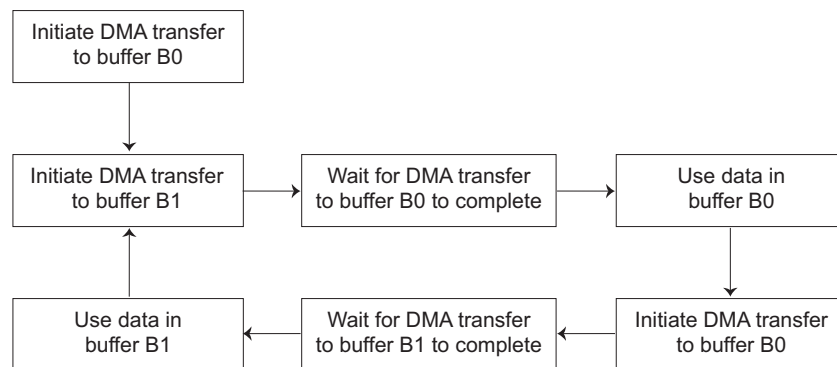 Initiate DMA transfer
to buffer B0
Initiate DMA transfer
to buffer B1
Wait for DMA transfer
to buffer B0 to complete
Use data in
buffer B0
Use data in
buffer B1
Wait for DMA transfer
to buffer B1 to complete
Initiate DMA transfer
to buffer B0